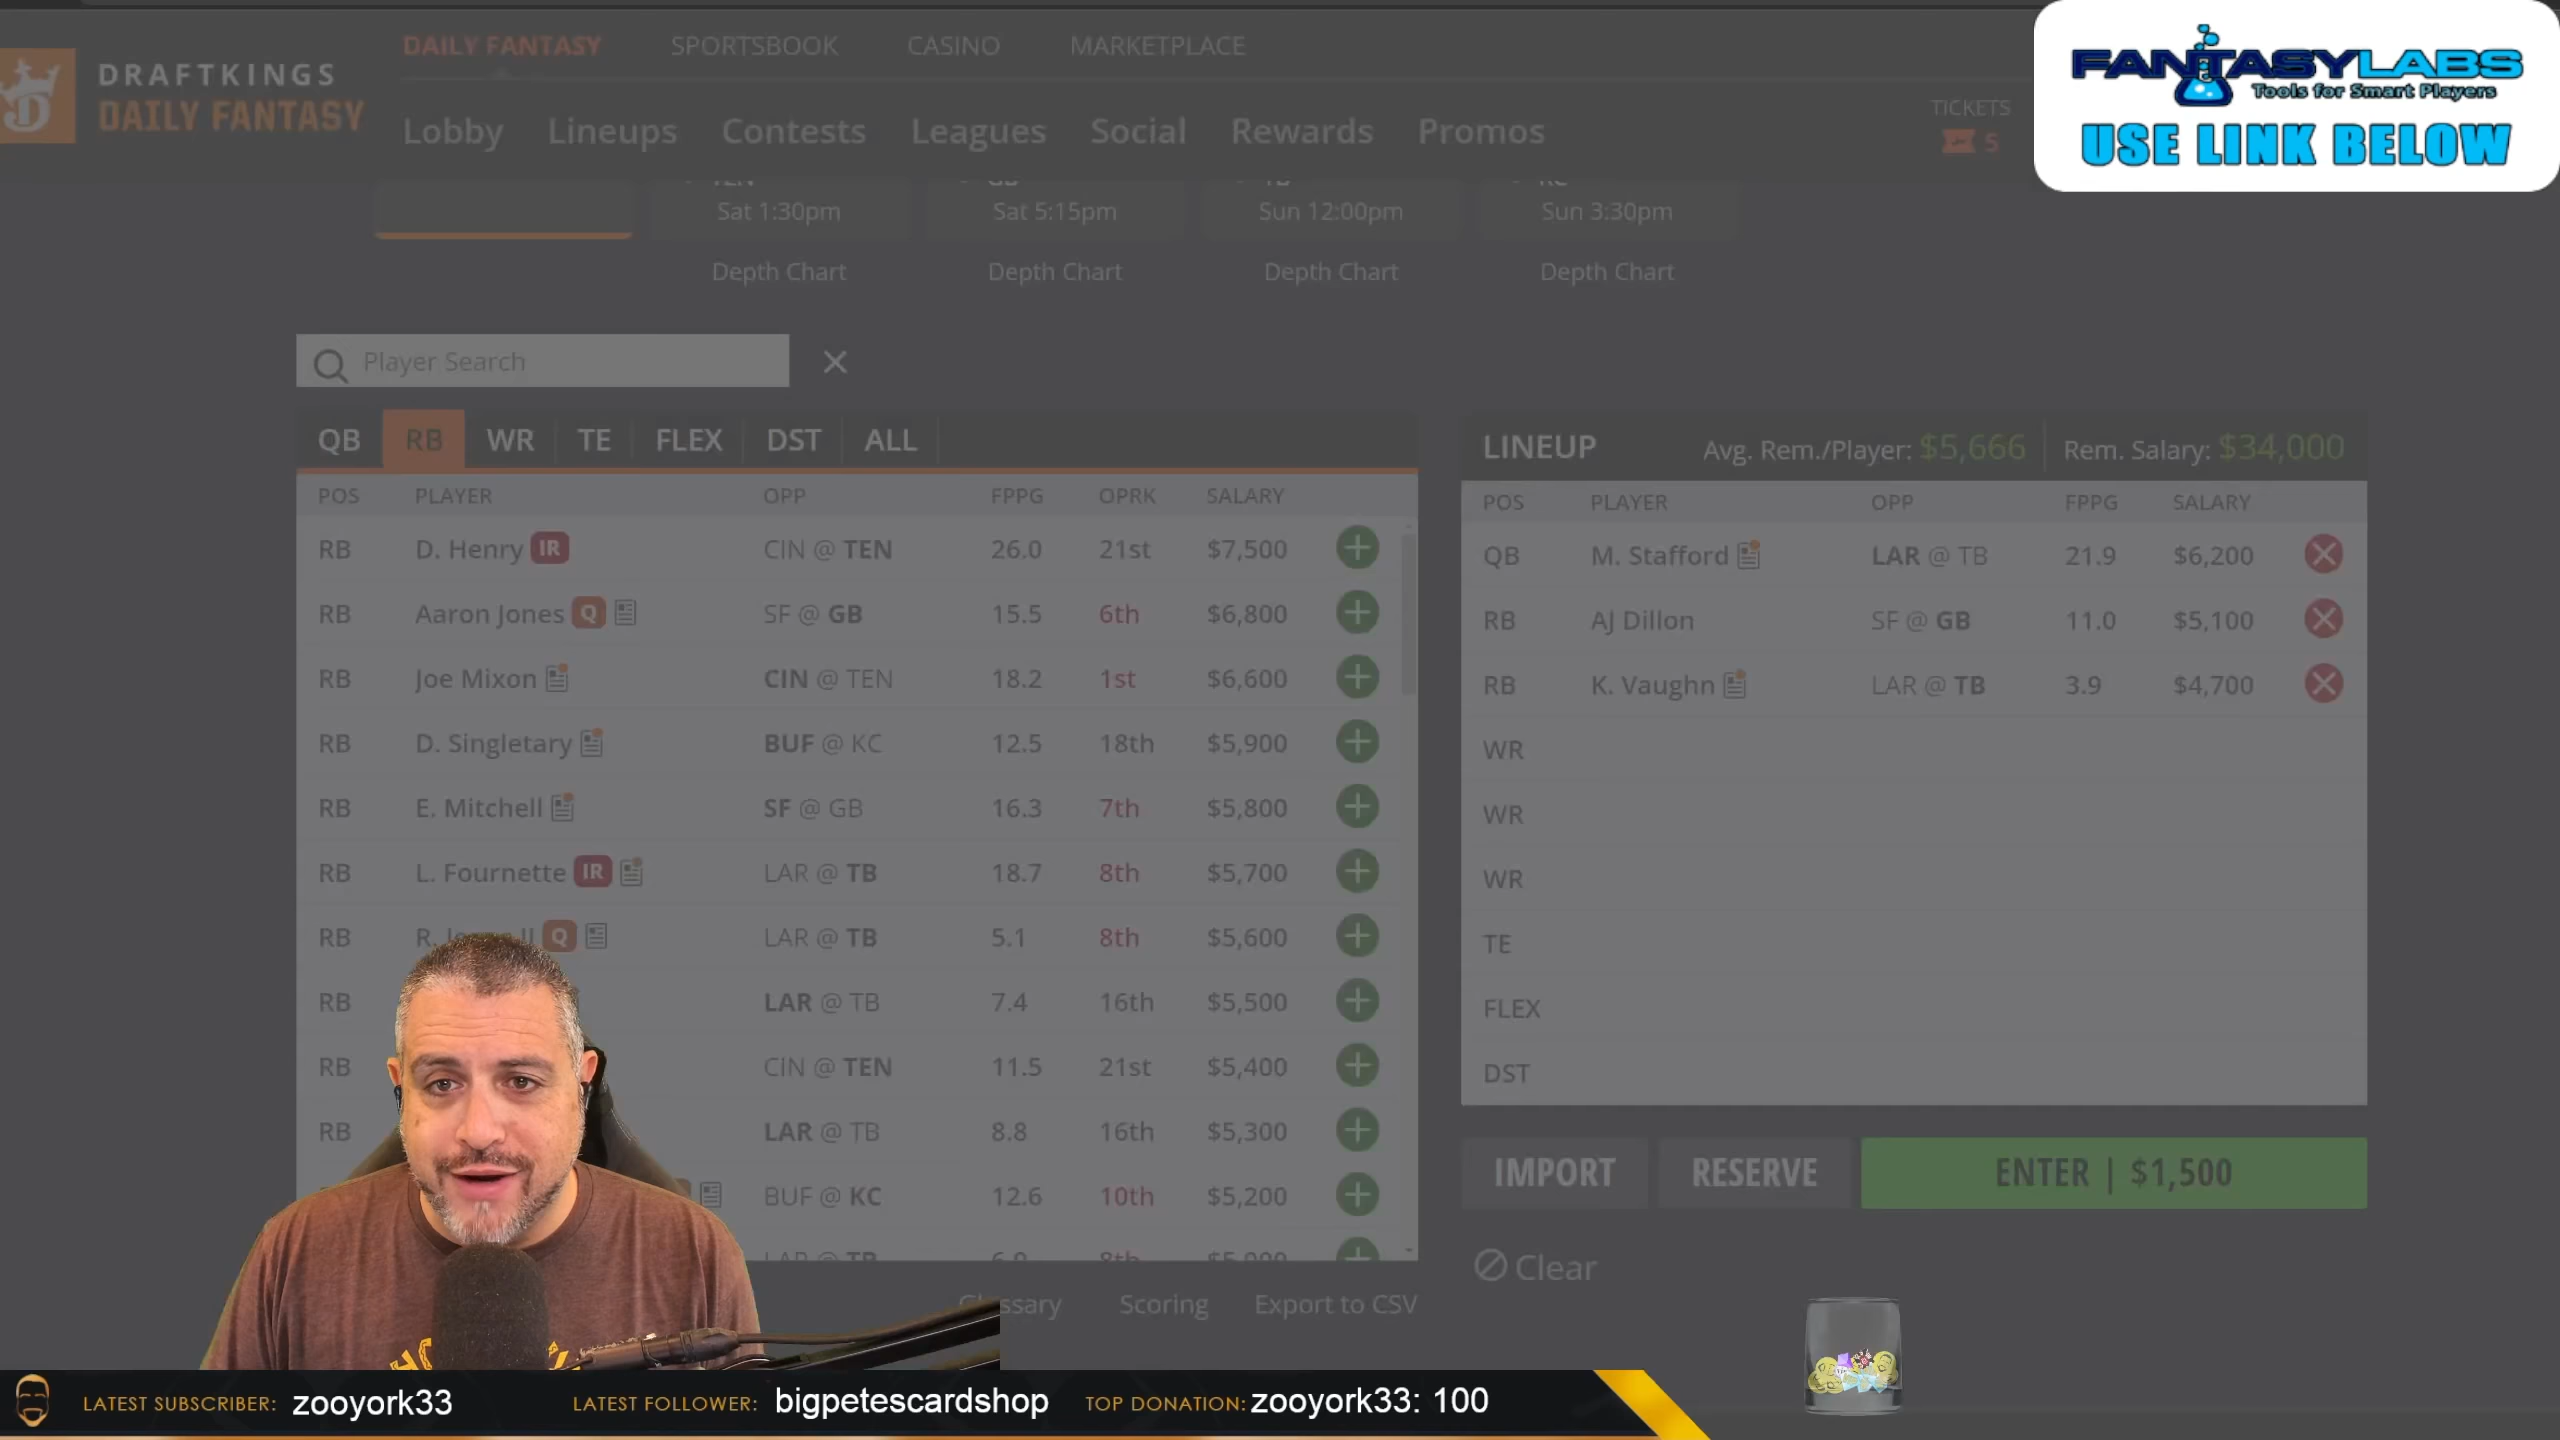 DAILY FANTASY SPORTSBOOK CASINO MARKETPLACE
DRAFTKINGS
DAILY FANTASY
Lobby Lineups Contests Leagues Social Rewards Promos
TICKETS
5
FANTASYLABS
Tools for Smart Players
USE LINK BELOW
TEN GB TB KC
Sat 1:30pm Sat 5:15pm Sun 12:00pm Sun 3:30pm
Depth Chart Depth Chart Depth Chart Depth Chart
Player Search
QB RB WR TE FLEX DST ALL
POS PLAYER OPP FPPG OPRK SALARY
RB D. Henry IR CIN @ TEN 26.0 21st $7,500
RB Aaron Jones Q SF @ GB 15.5 6th $6,800
RB Joe Mixon CIN @ TEN 18.2 1st $6,600
RB D. Singletary BUF @ KC 12.5 18th $5,900
RB E. Mitchell SF @ GB 16.3 7th $5,800
RB L. Fournette IR LAR @ TB 18.7 8th $5,700
RB R. Q LAR @ TB 5.1 8th $5,600
RB LAR @ TB 7.4 16th $5,500
RB CIN @ TEN 11.5 21st $5,400
RB LAR @ TB 8.8 16th $5,300
BUF @ KC 12.6 10th $5,200
LAR @ TB 8th
Scoring Export to CSV
LINEUP Avg. Rem./Player: $5,666 Rem. Salary: $34,000
POS PLAYER OPP FPPG SALARY
QB M. Stafford LAR @ TB 21.9 $6,200
RB AJ Dillon SF @ GB 11.0 $5,100
RB K. Vaughn LAR @ TB 3.9 $4,700
WR
WR
WR
TE
FLEX
DST
IMPORT RESERVE ENTER | $1,500
Clear
LATEST SUBSCRIBER: zooyork33 LATEST FOLLOWER: bigpetescardshop TOP DONATION: zooyork33: 100